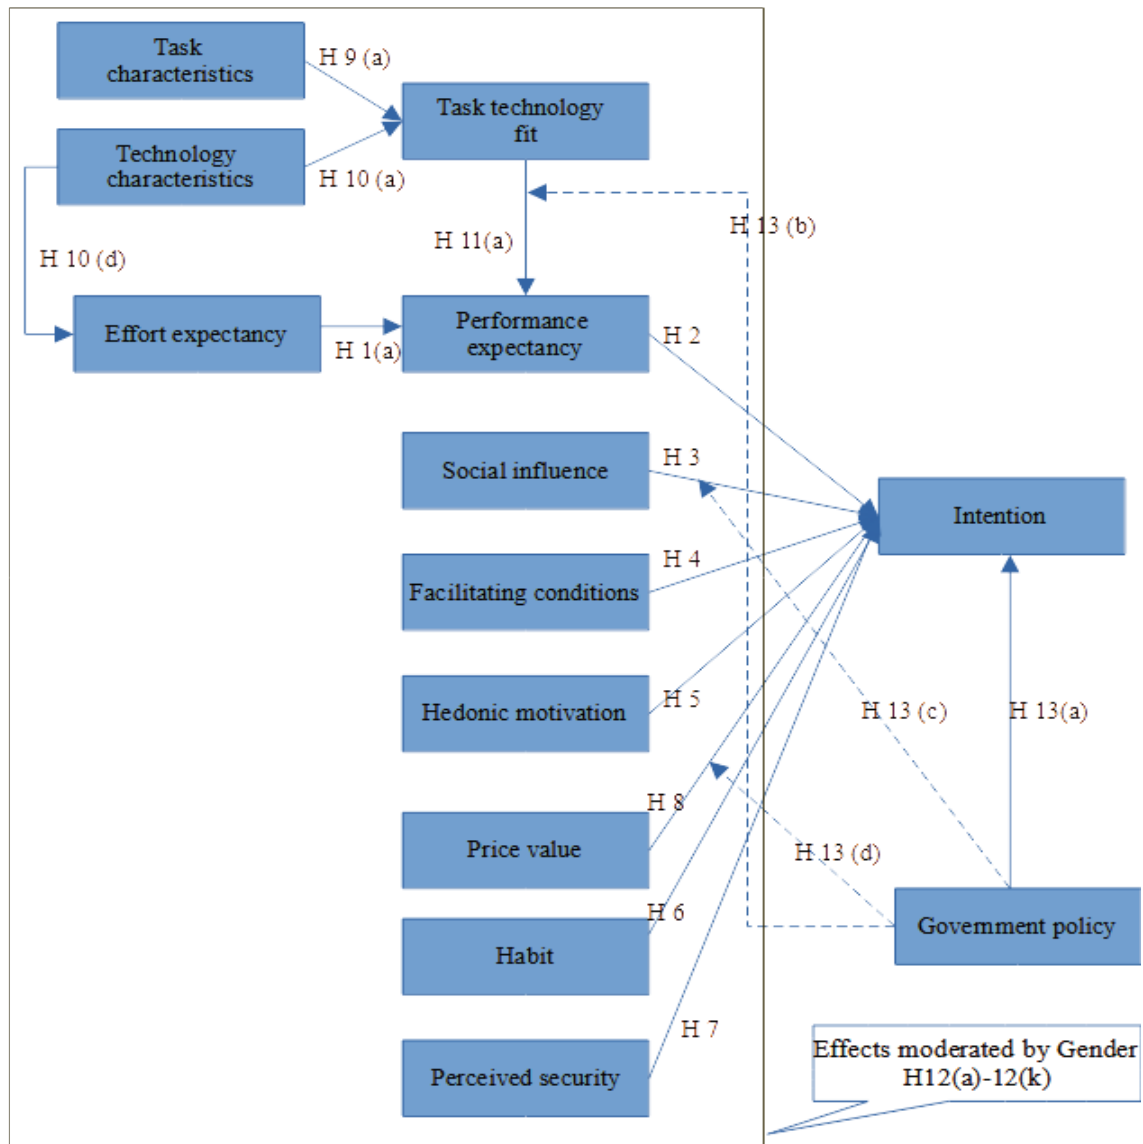 Task
characteristics
H 9 (a)
Task technology
fit
Technology
characteristics
H 10 (a)
H 13 (b)
H 11(a)
H 10 (d)
Effort expectancy
H 1(a)
Performance
expectancy
H 2
Social influence
H 3
Intention
Facilitating conditions
H 4
Hedonic motivation
H 5
H 13 (c)
H 13(a)
Price value
H 8
H 13 (d)
Habit
H 6
Government policy
Perceived security
H 7
Effects moderated by Gender
H12(a)-12(k)